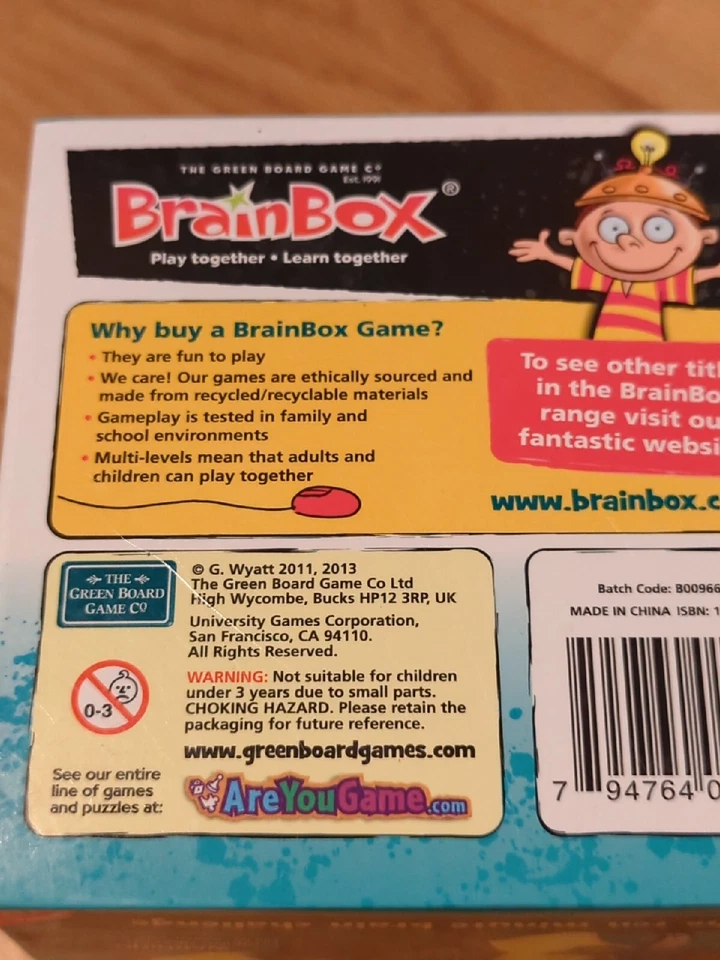 THE GREEN BOARD GAME Cº
Est. 1991
BrainBox®
Play together • Learn together
Why buy a BrainBox Game?
• They are fun to play
• We care! Our games are ethically sourced and
made from recycled/recyclable materials
• Gameplay is tested in family and
school environments
• Multi-levels mean that adults and
children can play together
To see other titl
in the BrainBo
range visit ou
fantastic websi
www.brainbox.c
THE
GREEN BOARD
GAME Cº
© G. Wyatt 2011, 2013
The Green Board Game Co Ltd
High Wycombe, Bucks HP12 3RP, UK
University Games Corporation,
San Francisco, CA 94110.
All Rights Reserved.
0-3
WARNING: Not suitable for children
under 3 years due to small parts.
CHOKING HAZARD. Please retain the
packaging for future reference.
www.greenboardgames.com
See our entire
line of games
and puzzles at:
AreYouGame.com
Batch Code: B00966
MADE IN CHINA ISBN: 1
7 94764 0